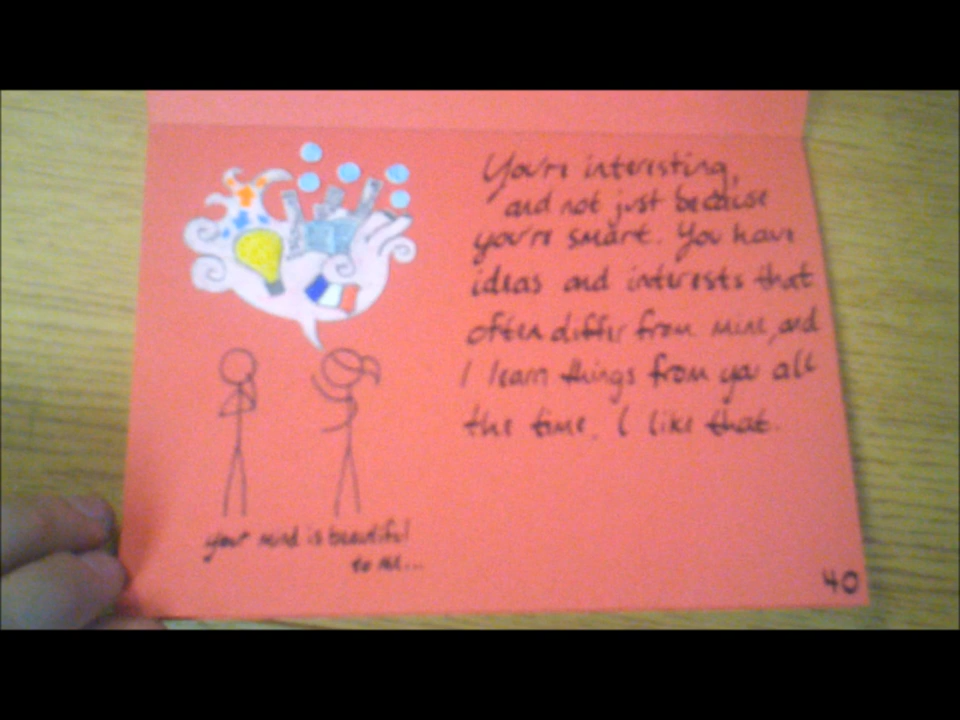 You're interesting,
and not just because
you're smart. You have
ideas and interests that
often differ from mine, and
I learn things from you all
the time. I like that.
your mind is beautiful
to me...
40